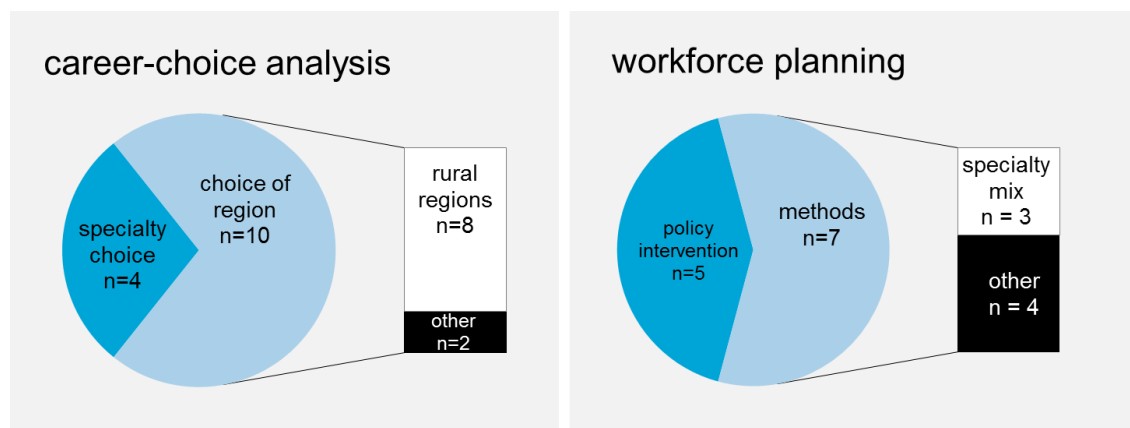 career-choice analysis
specialty
choice
n=4
choice of
region
n=10
rural
regions
n=8
other
n=2
workforce planning
policy
intervention
n=5
methods
n=7
specialty
mix
n = 3
other
n = 4